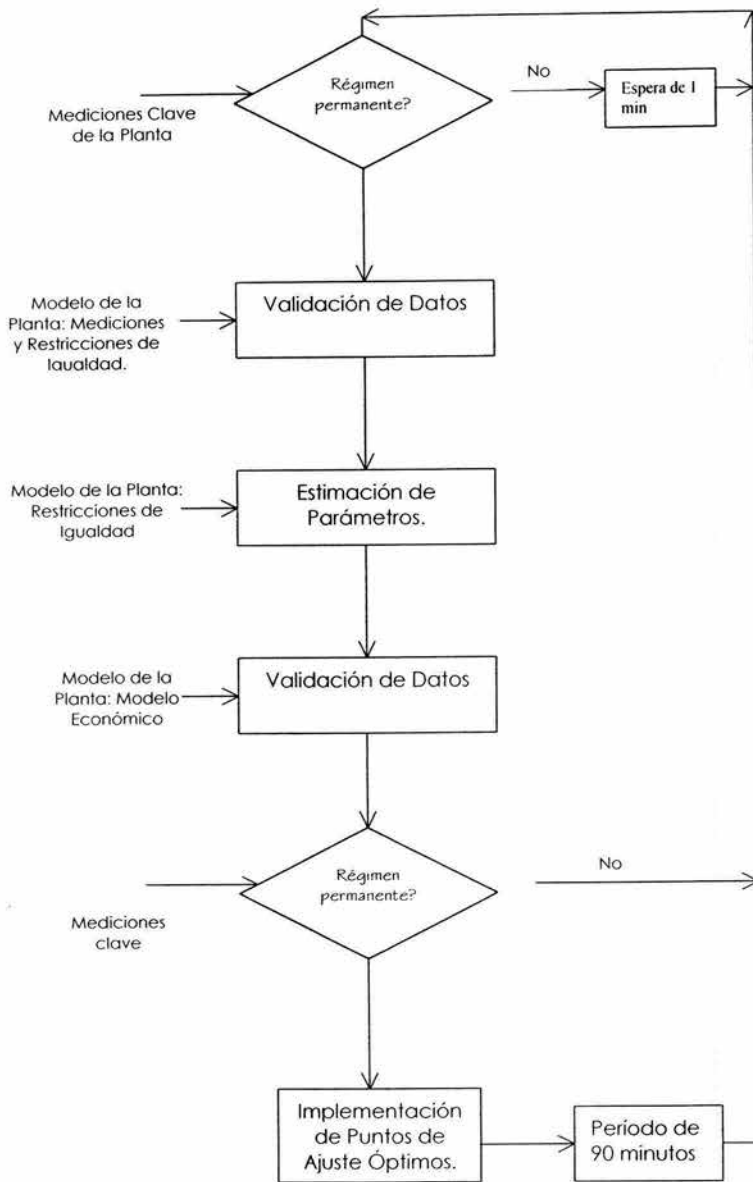 Régimen
permanente?
No
Espera de 1
min
Mediciones Clave
de la Planta
Validación de Datos
Modelo de la
Planta: Mediciones
y Restricciones de
Iaualdad.
Estimación de
Parámetros.
Modelo de la Planta:
Restricciones de
Igualdad
Validación de Datos
Modelo de la
Planta: Modelo
Económico
Régimen
permanente?
No
Mediciones
clave
Implementación
de Puntos de
Ajuste Óptimos.
Período de
90 minutos